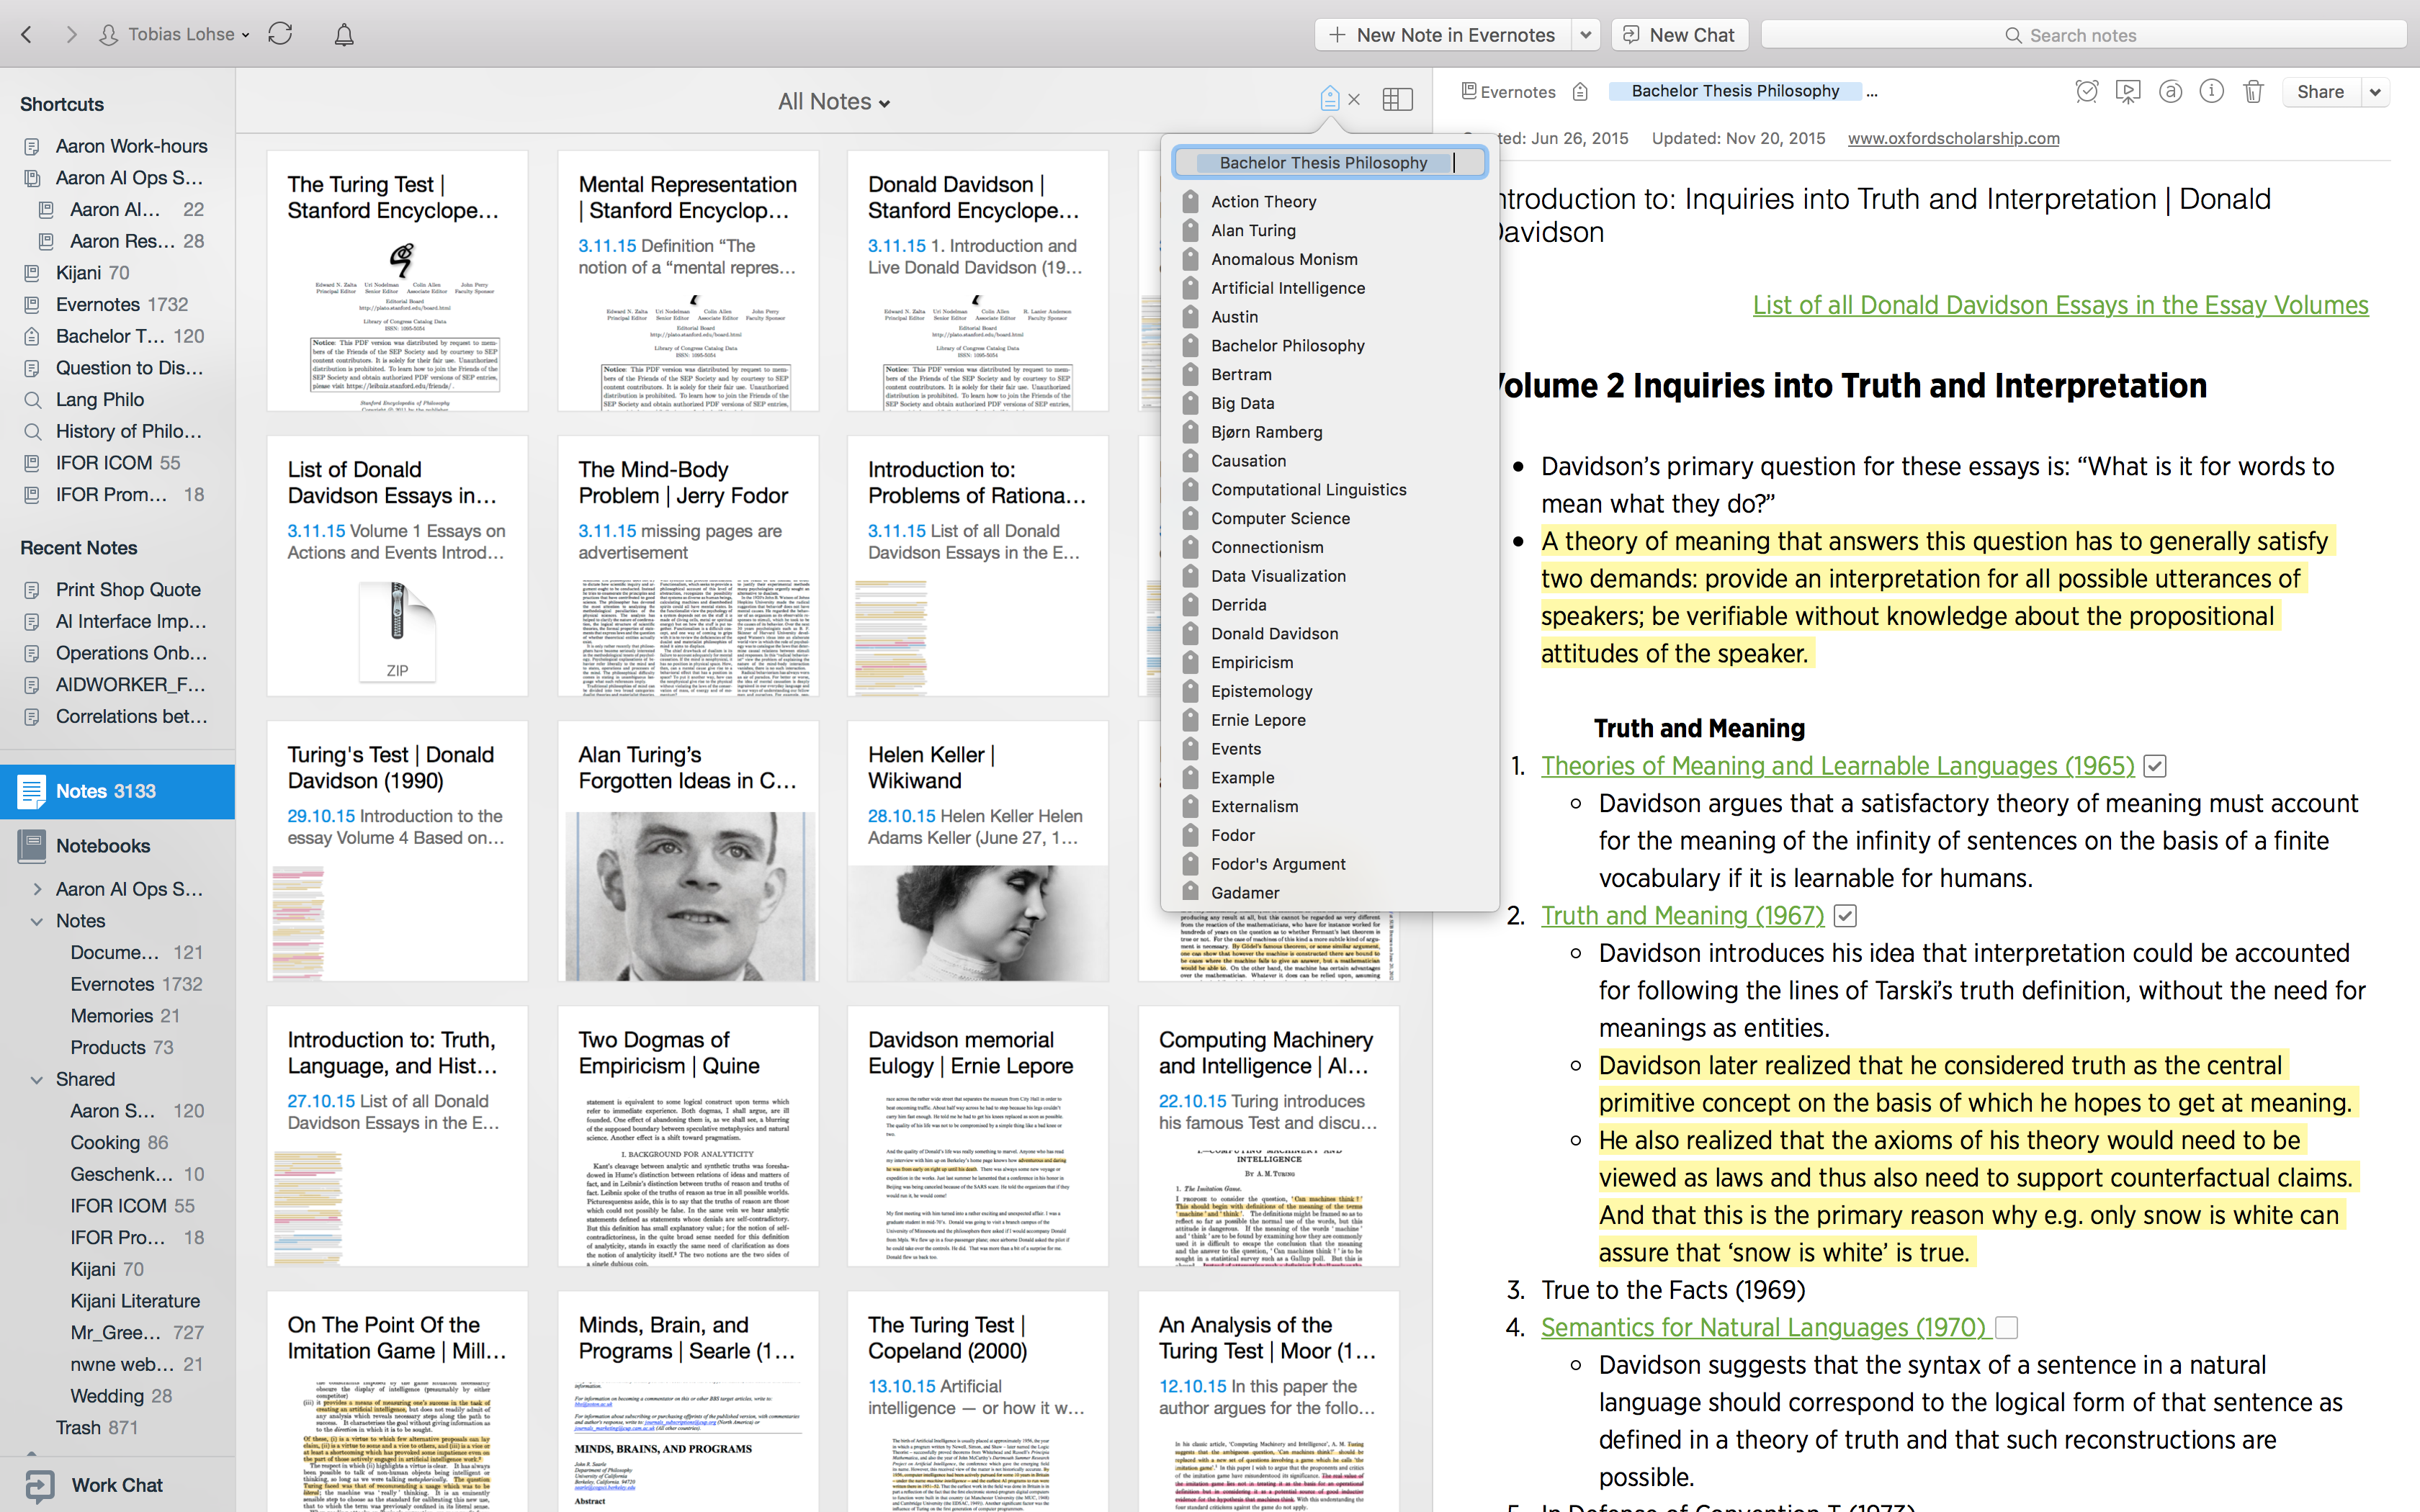 Tobias Lohse
New Note in Evernotes
New Chat
Search notes
Shortcuts
Aaron Work-hours
Aaron AI Ops S...
Aaron AI... 22
Aaron Res... 28
Kijani 70
Evernotes 1732
Bachelor T... 120
Question to Dis...
Lang Philo
History of Philo...
IFOR ICOM 55
IFOR Prom... 18
Recent Notes
Print Shop Quote
AI Interface Imp...
Operations Onb...
AIDWORKER_F...
Correlations bet...
Notes 3133
Notebooks
Aaron AI Ops S...
Notes
Docume... 121
Evernotes 1732
Memories 21
Products 73
Shared
Aaron S... 120
Cooking 86
Geschenk... 10
IFOR ICOM 55
IFOR Pro... 18
Kijani 70
Kijani Literature
Mr_Gree... 727
nwne web... 21
Wedding 28
Trash 871
Work Chat
All Notes
The Turing Test |
Stanford Encyclope...
Mental Representation
| Stanford Encyclop...
3.11.15 Definition “The
notion of a “mental repres...
Donald Davidson |
Stanford Encyclope...
3.11.15 1. Introduction and
Live Donald Davidson (19...
List of Donald
Davidson Essays in...
3.11.15 Volume 1 Essays on
Actions and Events Introd...
ZIP
The Mind-Body
Problem | Jerry Fodor
3.11.15 missing pages are
advertisement
Introduction to:
Problems of Rationa...
3.11.15 List of all Donald
Davidson Essays in the E...
Turing's Test | Donald
Davidson (1990)
29.10.15 Introduction to the
essay Volume 4 Based on...
Alan Turing’s
Forgotten Ideas in C...
Helen Keller |
Wikiwand
28.10.15 Helen Keller Helen
Adams Keller (June 27, 1...
Introduction to: Truth,
Language, and Hist...
27.10.15 List of all Donald
Davidson Essays in the E...
Two Dogmas of
Empiricism | Quine
I. BACKGROUND FOR ANALYTICITY
Davidson memorial
Eulogy | Ernie Lepore
Computing Machinery
and Intelligence | Al...
22.10.15 Turing introduces
his famous Test and discu...
INTELLIGENCE
BY A. M. TURING
1. The Imitation Game.
On The Point Of the
Imitation Game | Mill...
Minds, Brain, and
Programs | Searle (1...
MINDS, BRAINS, AND PROGRAMS
John R. Searle
Abstract
The Turing Test |
Copeland (2000)
13.10.15 Artificial
intelligence — or how it w...
An Analysis of the
Turing Test | Moor (1...
12.10.15 In this paper the
author argues for the follo...
Bachelor Thesis Philosophy
Action Theory
Alan Turing
Anomalous Monism
Artificial Intelligence
Austin
Bachelor Philosophy
Bertram
Big Data
Bjørn Ramberg
Causation
Computational Linguistics
Computer Science
Connectionism
Data Visualization
Derrida
Donald Davidson
Empiricism
Epistemology
Ernie Lepore
Events
Example
Externalism
Fodor
Fodor's Argument
Gadamer
Evernotes Bachelor Thesis Philosophy ...
Share
ted: Jun 26, 2015 Updated: Nov 20, 2015 www.oxfordscholarship.com
ntroduction to: Inquiries into Truth and Interpretation | Donald
Davidson
List of all Donald Davidson Essays in the Essay Volumes
olume 2 Inquiries into Truth and Interpretation
• Davidson’s primary question for these essays is: “What is it for words to
mean what they do?”
• A theory of meaning that answers this question has to generally satisfy
two demands: provide an interpretation for all possible utterances of
speakers; be verifiable without knowledge about the propositional
attitudes of the speaker.
Truth and Meaning
1. Theories of Meaning and Learnable Languages (1965)
Davidson argues that a satisfactory theory of meaning must account
for the meaning of the infinity of sentences on the basis of a finite
vocabulary if it is learnable for humans.
2. Truth and Meaning (1967)
Davidson introduces his idea that interpretation could be accounted
for following the lines of Tarski’s truth definition, without the need for
meanings as entities.
Davidson later realized that he considered truth as the central
primitive concept on the basis of which he hopes to get at meaning.
He also realized that the axioms of his theory would need to be
viewed as laws and thus also need to support counterfactual claims.
And that this is the primary reason why e.g. only snow is white can
assure that ‘snow is white’ is true.
3. True to the Facts (1969)
4. Semantics for Natural Languages (1970)
Davidson suggests that the syntax of a sentence in a natural
language should correspond to the logical form of that sentence as
defined in a theory of truth and that such reconstructions are
possible.
5. In Defense of Convention T (1973)